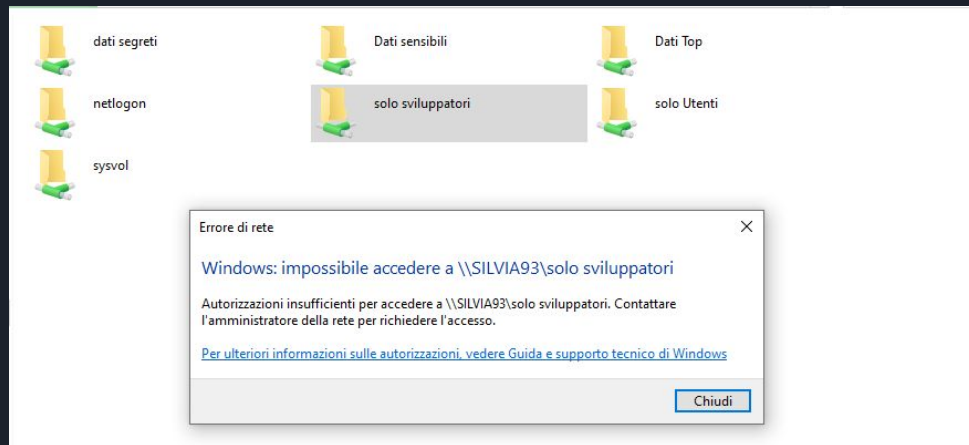 dati segreti
Dati sensibili
Dati Top
netlogon
solo sviluppatori
solo Utenti
sysvol
Errore di rete
Windows: impossibile accedere a \\SILVIA93\solo sviluppatori
Autorizzazioni insufficienti per accedere a \\SILVIA93\solo sviluppatori. Contattare
l'amministratore della rete per richiedere l'accesso.
Per ulteriori informazioni sulle autorizzazioni, vedere Guida e supporto tecnico di Windows
Chiudi